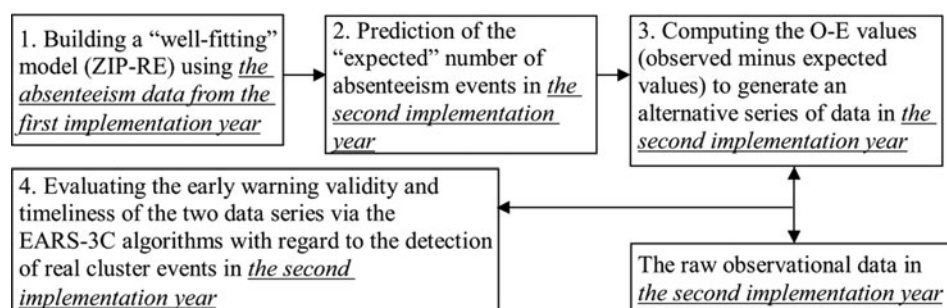 1. Building a “well-fitting”
model (ZIP-RE) using the
absenteeism data from the
first implementation year
2. Prediction of the
“expected” number of
absenteeism events in the
second implementation
year
3. Computing the O-E values
(observed minus expected
values) to generate an
alternative series of data in the
second implementation year
4. Evaluating the early warning validity and
timeliness of the two data series via the
EARS-3C algorithms with regard to the detection
of real cluster events in the second
implementation year
The raw observational data in
the second implementation year